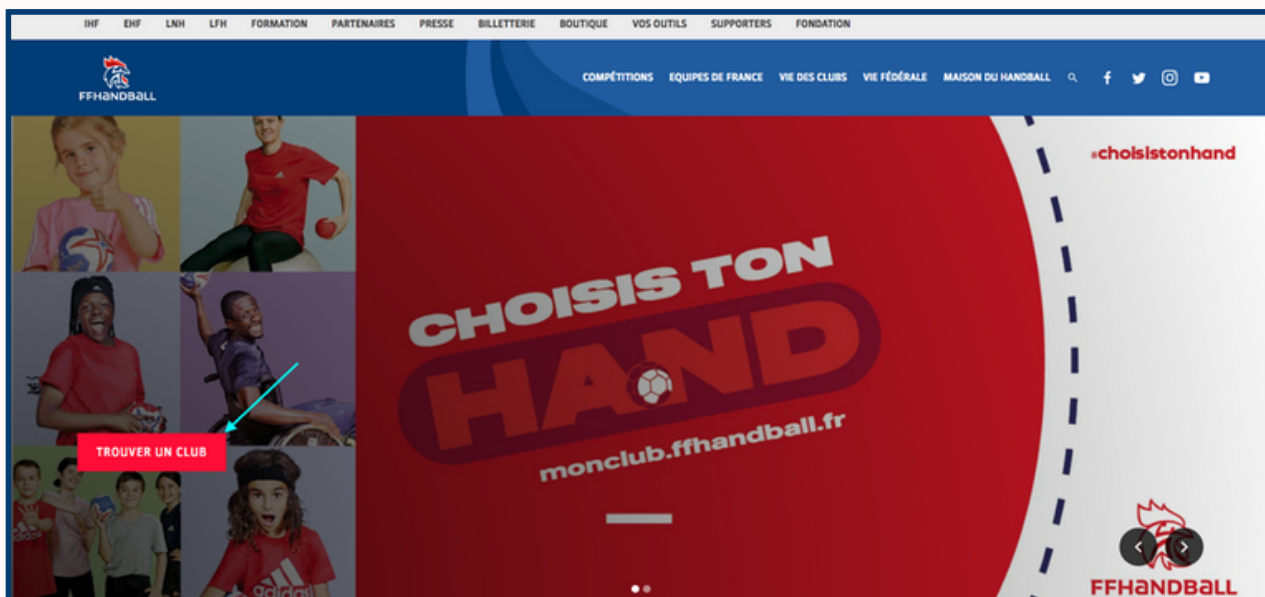 IHF EHF LNH LFH FORMATION PARTENAIRES PRESSE BILLETTERIE BOUTIQUE VOS OUTILS SUPPORTERS FONDATION
FFHANDBALL
COMPÉTITIONS EQUIPES DE FRANCE VIE DES CLUBS VIE FÉDÉRALE MAISON DU HANDBALL
#choisistonhand
CHOISIS TON
HAND
monclub.ffhandball.fr
TROUVER UN CLUB
adidas
adidas
FFHANDBALL